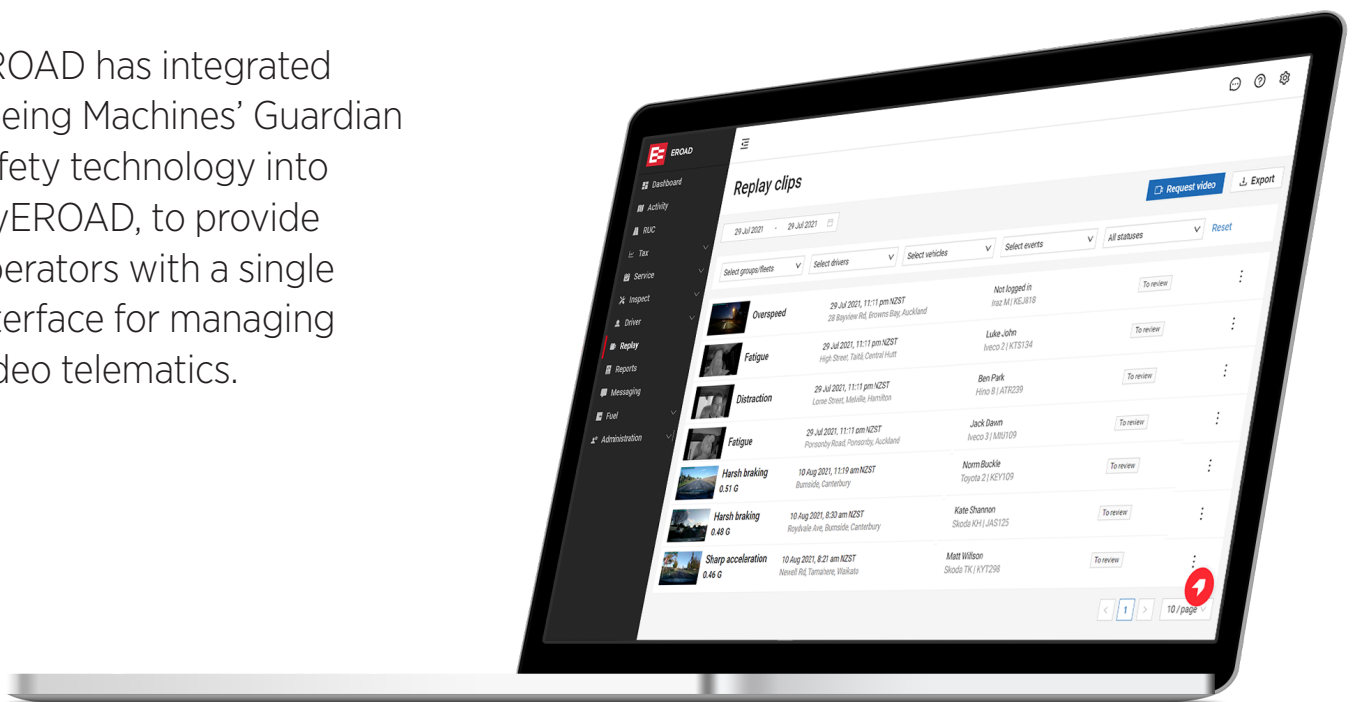 ROAD has integrated
eing Machines' Guardian
fety technology into
yEROAD, to provide
perators with a single
terface for managing
deo telematics.
EROAD
Dashboard
Activity
RUC
Tax
Service
Inspect
Driver
Replay
Reports
Messaging
Fuel
Administration
Replay clips
Request video
Export
29 Jul 2021 - 29 Jul 2021
Select groups/fleets
Select drivers
Select vehicles
Select events
All statuses
Reset
Overspeed
29 Jul 2021, 11:11 pm NZST
28 Bayview Rd, Browns Bay, Auckland
Not logged in
Iraz M | KEJ818
To review
Fatigue
29 Jul 2021, 11:11 pm NZST
High Street, Taitā, Central Hutt
Luke John
Iveco 2 | KTS134
To review
Distraction
29 Jul 2021, 11:11 pm NZST
Lorne Street, Melville, Hamilton
Ben Park
Hino 8 | ATR239
To review
Fatigue
29 Jul 2021, 11:11 pm NZST
Ponsonby Road, Ponsonby, Auckland
Jack Dawn
Iveco 3 | MIU109
To review
Harsh braking
0.51 G
10 Aug 2021, 11:19 am NZST
Burnside, Canterbury
Norm Buckle
Toyota 2 | KEY109
To review
Harsh braking
0.48 G
10 Aug 2021, 8:30 am NZST
Roydvale Ave, Burnside, Canterbury
Kate Shannon
Skoda KH | JAS125
To review
Sharp acceleration
0.46 G
10 Aug 2021, 8:21 am NZST
Newell Rd, Tamahere, Waikato
Matt Willson
Skoda TK | KYT298
To review
1
10 / page